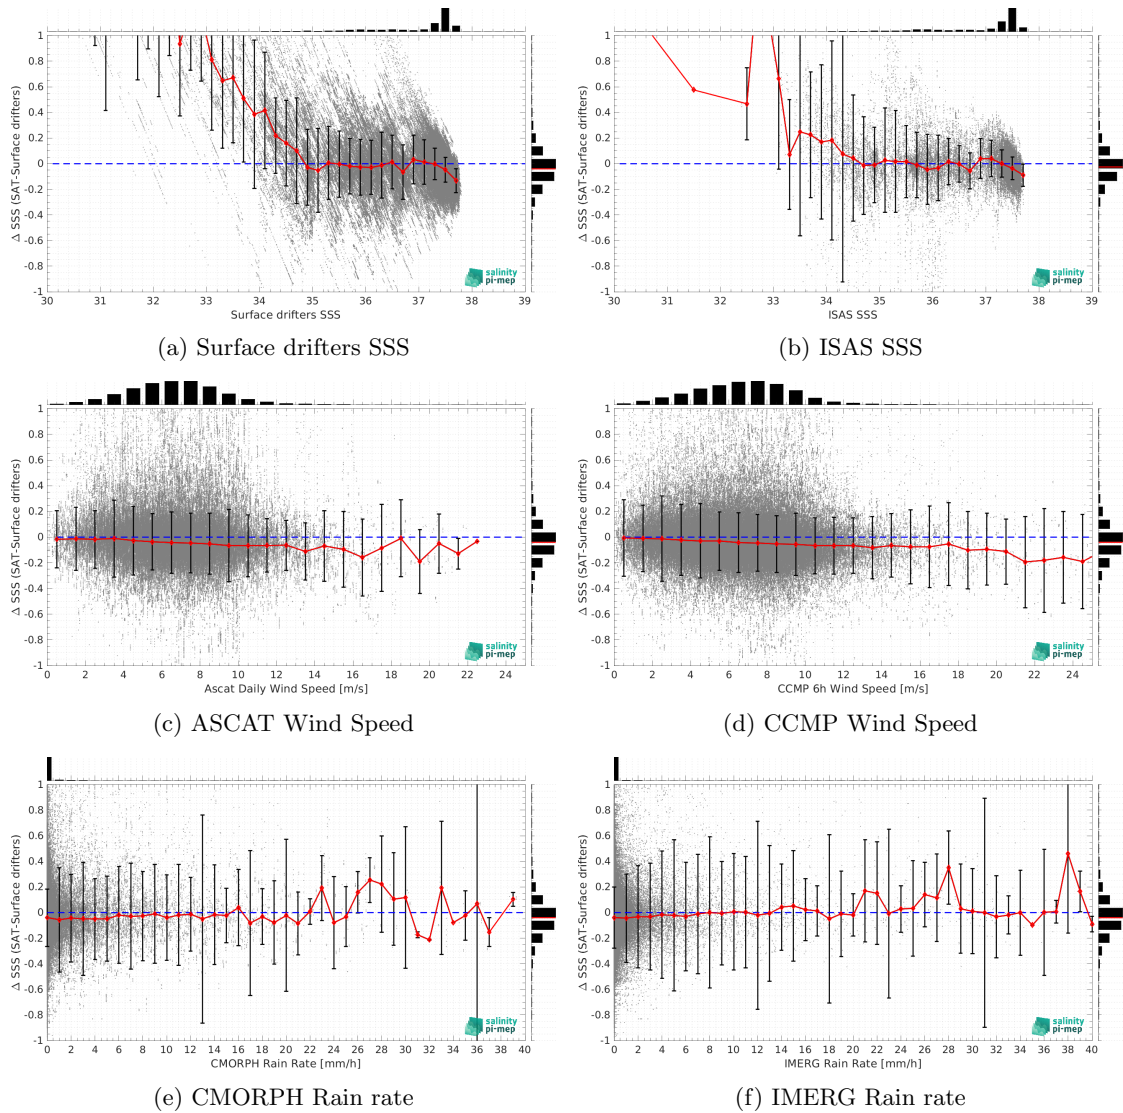 1
0.8
0.6
0.4
0.2
0
-0.2
-0.4
-0.6
-0.8
-1
Δ SSS (SAT-Surface drifters)
30 31 32 33 34 35 36 37 38 39
Surface drifters SSS
salinity
pi-mep
(a) Surface drifters SSS
1
0.8
0.6
0.4
0.2
0
-0.2
-0.4
-0.6
-0.8
-1
Δ SSS (SAT-Surface drifters)
30 31 32 33 34 35 36 37 38 39
ISAS SSS
salinity
pi-mep
(b) ISAS SSS
1
0.8
0.6
0.4
0.2
0
-0.2
-0.4
-0.6
-0.8
-1
Δ SSS (SAT-Surface drifters)
0 2 4 6 8 10 12 14 16 18 20 22 24
Ascat Daily Wind Speed [m/s]
salinity
pi-mep
(c) ASCAT Wind Speed
1
0.8
0.6
0.4
0.2
0
-0.2
-0.4
-0.6
-0.8
-1
Δ SSS (SAT-Surface drifters)
0 2 4 6 8 10 12 14 16 18 20 22 24
CCMP 6h Wind Speed [m/s]
salinity
pi-mep
(d) CCMP Wind Speed
1
0.8
0.6
0.4
0.2
0
-0.2
-0.4
-0.6
-0.8
-1
Δ SSS (SAT-Surface drifters)
0 2 4 6 8 10 12 14 16 18 20 22 24 26 28 30 32 34 36 38 40
CMORPH Rain Rate [mm/h]
salinity
pi-mep
(e) CMORPH Rain rate
1
0.8
0.6
0.4
0.2
0
-0.2
-0.4
-0.6
-0.8
-1
Δ SSS (SAT-Surface drifters)
0 2 4 6 8 10 12 14 16 18 20 22 24 26 28 30 32 34 36 38 40
IMERG Rain Rate [mm/h]
salinity
pi-mep
(f) IMERG Rain rate